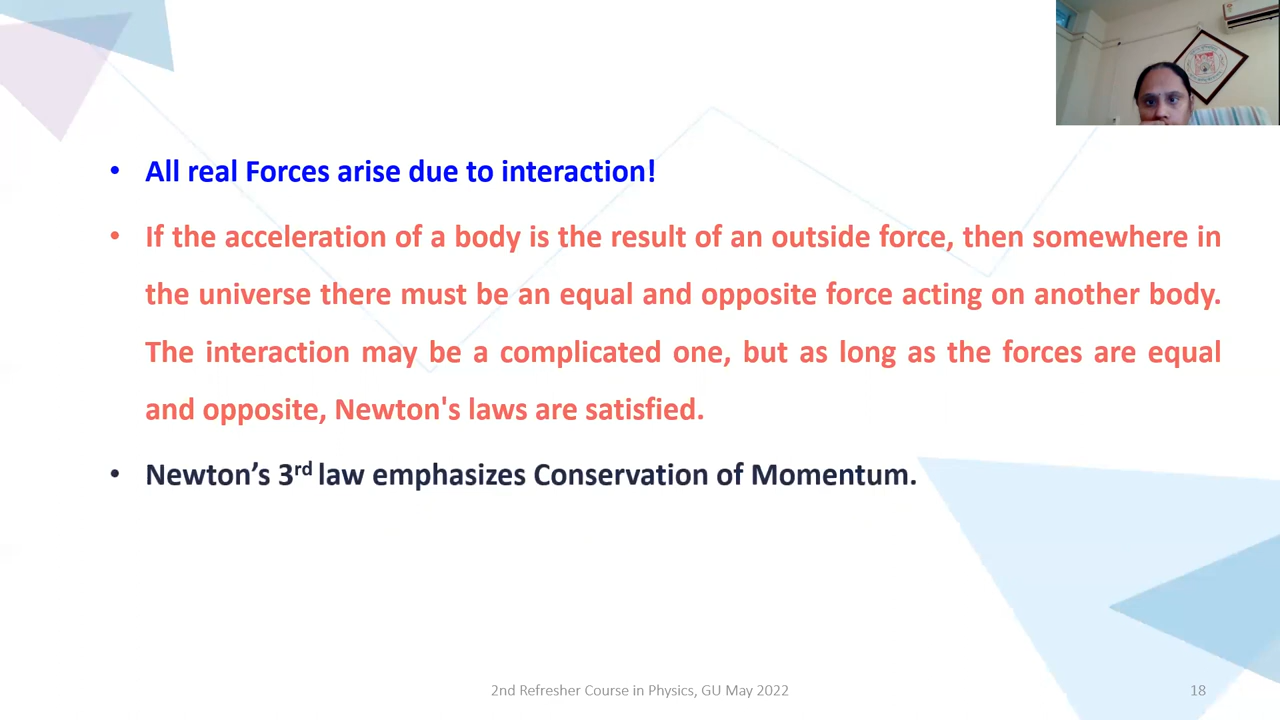 • All real Forces arise due to interaction!
• If the acceleration of a body is the result of an outside force, then somewhere in
the universe there must be an equal and opposite force acting on another body.
The interaction may be a complicated one, but as long as the forces are equal
and opposite, Newton's laws are satisfied.
• Newton’s 3rd law emphasizes Conservation of Momentum.
2nd Refresher Course in Physics, GU May 2022
18